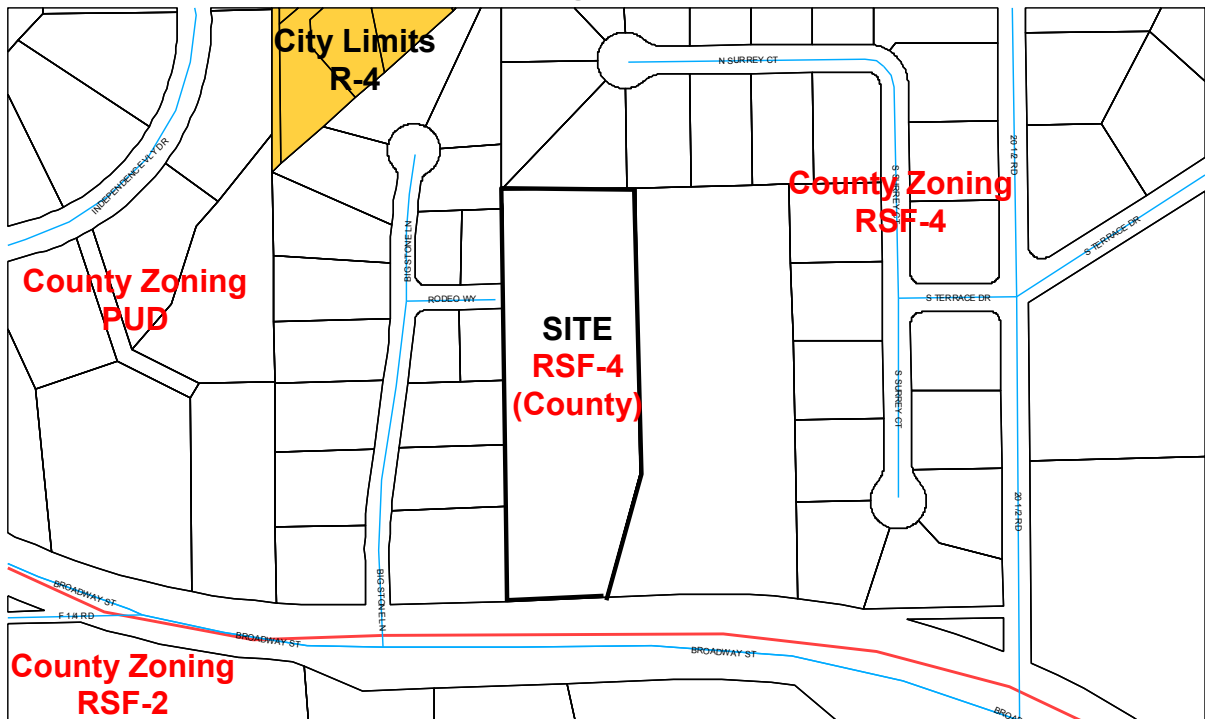 City Limits
R-4
N SURREY CT
INDEPENDENCE VLY DR
20 1/2 RD
County Zoning
RSF-4
S SURREY CT
S TERRACE DR
BIG STONE LN
County Zoning
PUD
RODEO WY
S TERRACE DR
SITE
RSF-4
(County)
S SURREY CT
20 1/2 RD
BROADWAY ST
F 1/4 RD
BIG STONE LN
BROADWAY ST
BROADWAY ST
County Zoning
RSF-2
BROAD